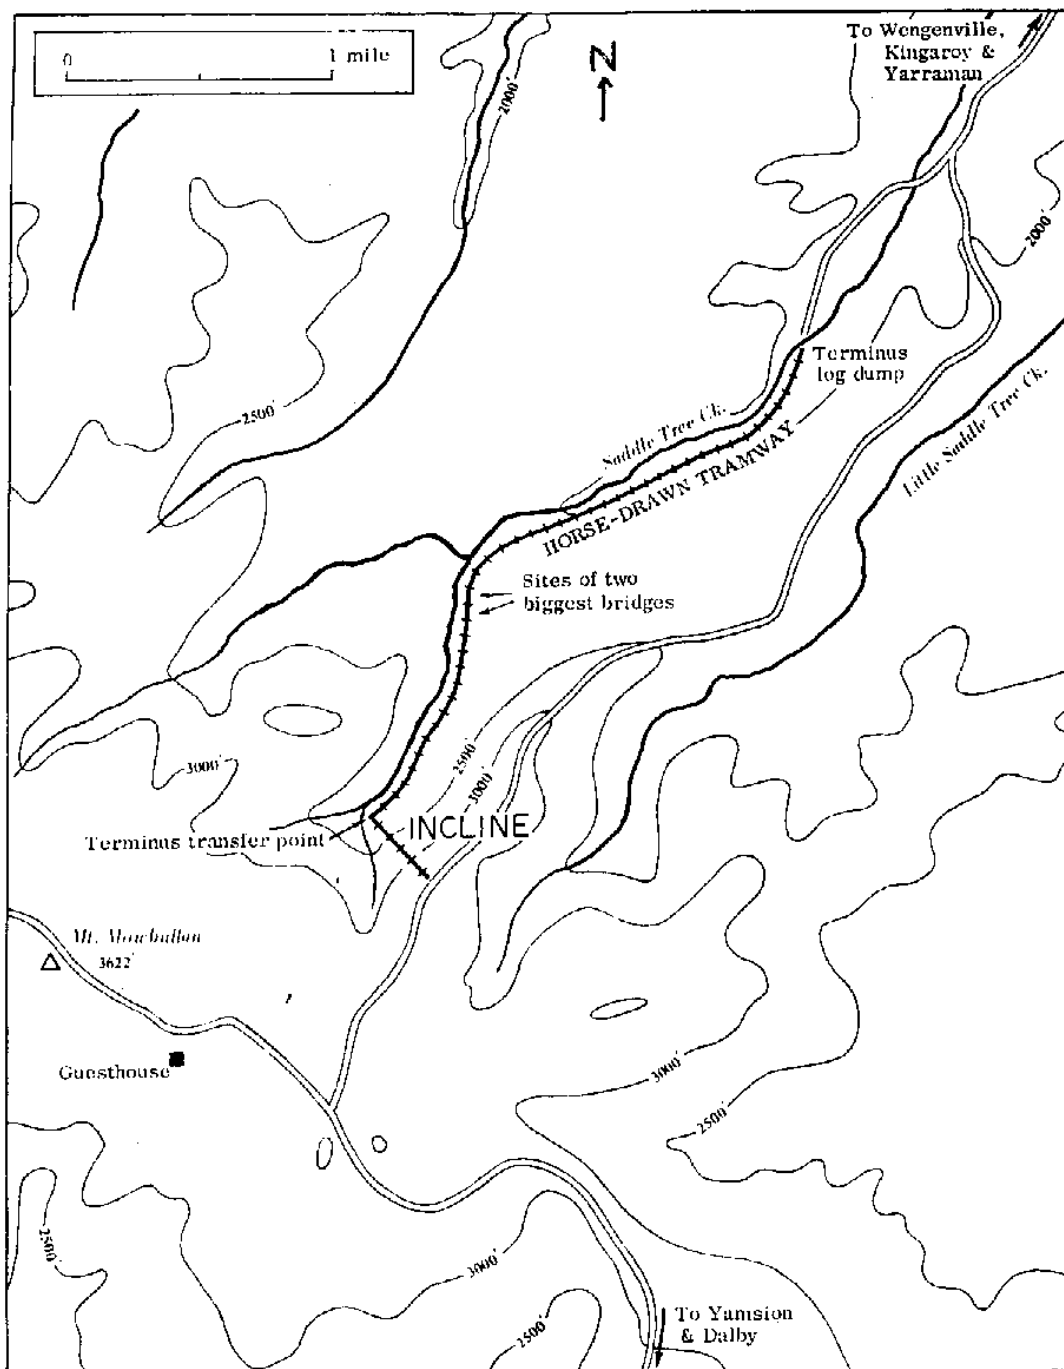 0 1 mile
N
To Wengenville,
Kingaroy &
Yarraman
2000'
2000'
2500'
Terminus
log dump
Saddle Tree Ck.
HORSE-DRAWN TRAMWAY
Little Saddle Tree Ck.
Sites of two
biggest bridges
2500'
3000'
3000'
INCLINE
Terminus transfer point
Mt. Mowbullan
3622'
Guesthouse
3000'
2500'
2500'
3000'
2500'
To Yamsion
& Dalby